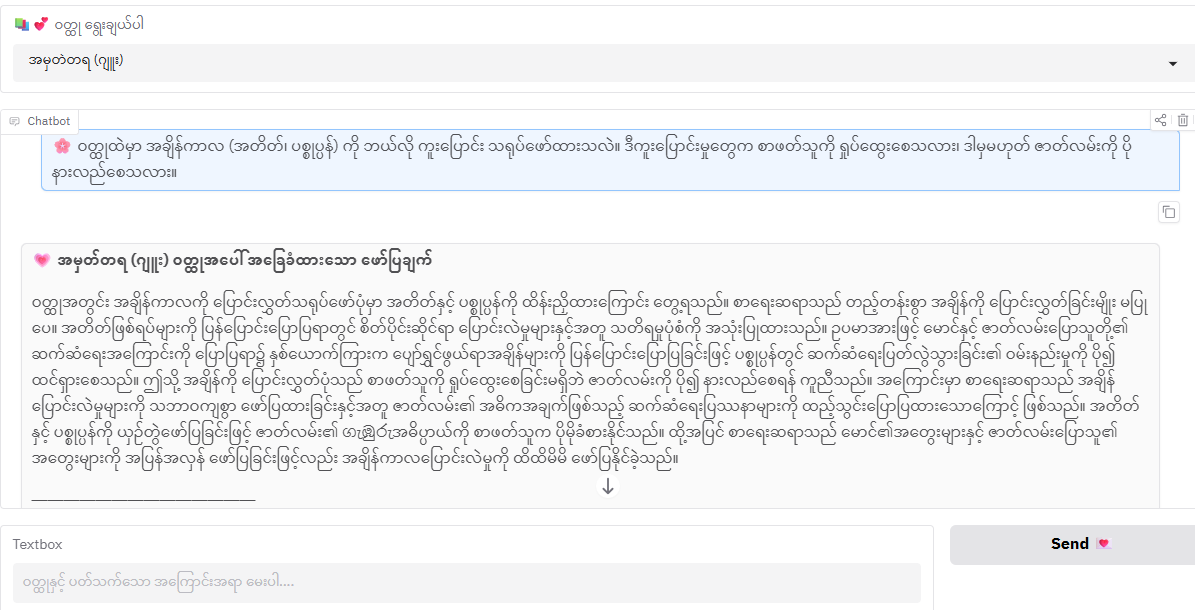 📚 💕 ဝတ္ထု ရွေးချယ်ပါ
အမှတဲတရ (ဂျူး)
Chatbot
🌸 ဝတ္ထုထဲမှာ အချိန်ကာလ (အတိတ်၊ ပစ္စုပ္ပန်) ကို ဘယ်လို ကူးပြောင်း သရုပ်ဖော်ထားသလဲ။ ဒီကူးပြောင်းမှုတွေက စာဖတ်သူကို ရှုပ်ထွေးစေသလား၊ ဒါမှမဟုတ် ဇာတ်လမ်းကို ပို
နားလည်စေသလား။
💗 အမှတ်တရ (ဂျူး) ဝတ္ထုအပေါ် အခြေခံထားသော ဖော်ပြချက်
ဝတ္ထုအတွင်း အချိန်ကာလကို ပြောင်းလွှတ်သရုပ်ဖော်ပုံမှာ အတိတ်နှင့် ပစ္စုပ္ပန်ကို ထိန်းညှိထားကြောင်း တွေ့ရသည်။ စာရေးဆရာသည် တည့်တန်းစွာ အချိန်ကို ပြောင်းလွှတ်ခြင်းမျိုး မပြု
ပေ။ အတိတ်ဖြစ်ရပ်များကို ပြန်ပြောင်းပြောပြရာတွင် စိတ်ပိုင်းဆိုင်ရာ ပြောင်းလဲမှုများနှင့်အတူ သတိရမှုပုံစံကို အသုံးပြုထားသည်။ ဥပမာအားဖြင့် မောင်နှင့် ဇာတ်လမ်းပြောသူတို့၏
ဆက်ဆံရေးအကြောင်းကို ပြောပြရာ၌ နှစ်ယောက်ကြားက ပျော်ရွှင်ဖွယ်ရာအချိန်များကို ပြန်ပြောင်းပြောပြခြင်းဖြင့် ပစ္စုပ္ပန်တွင် ဆက်ဆံရေးပြတ်လွဲသွားခြင်း၏ ဝမ်းနည်းမှုကို ပို၍
ထင်ရှားစေသည်။ ဤသို့ အချိန်ကို ပြောင်းလွှတ်ပုံသည် စာဖတ်သူကို ရှုပ်ထွေးစေခြင်းမရှိဘဲ ဇာတ်လမ်းကို ပို၍ နားလည်စေရန် ကူညီသည်။ အကြောင်းမှာ စာရေးဆရာသည် အချိန်
ပြောင်းလဲမှုများကို သဘာဝကျစွာ ဖော်ပြထားခြင်းနှင့်အတူ ဇာတ်လမ်း၏ အဓိကအချက်ဖြစ်သည့် ဆက်ဆံရေးပြဿနာများကို ထည့်သွင်းပြောပြထားသောကြောင့် ဖြစ်သည်။ အတိတ်
နှင့် ပစ္စုပ္ပန်ကို ယှဉ်တွဲဖော်ပြခြင်းဖြင့် ဇာတ်လမ်း၏ အဓိပ္ပာယ်ကို စာဖတ်သူက ပိုမိုခံစားနိုင်သည်။ ထို့အပြင် စာရေးဆရာသည် မောင်၏အတွေးများနှင့် ဇာတ်လမ်းပြောသူ၏
အတွေးများကို အပြန်အလှန် ဖော်ပြခြင်းဖြင့်လည်း အချိန်ကာလပြောင်းလဲမှုကို ထိထိမိမိ ဖော်ပြနိုင်ခဲ့သည်။
Textbox
Send 💌
ဝတ္ထုနှင့် ပတ်သက်သော အကြောင်းအရာ မေးပါ....